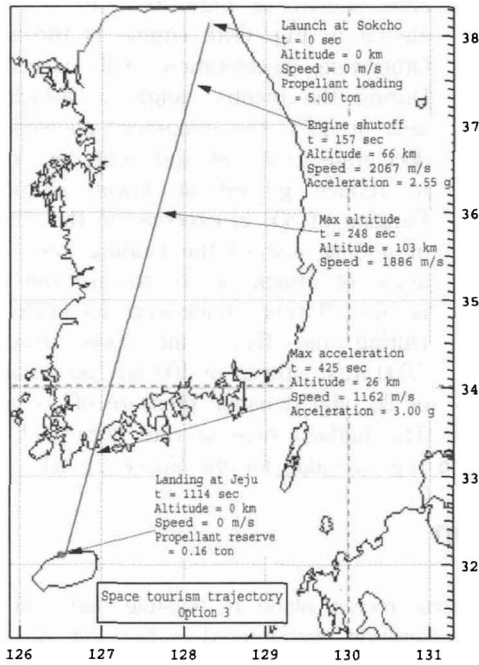 Launch at Sokcho
t = 0 sec
Altitude = 0 km
Speed = 0 m/s
Propellant loading
= 5.00 ton
Engine shutoff
t = 157 sec
Altitude = 66 km
Speed = 2067 m/s
Acceleration = 2.55 g
Max altitude
t = 248 sec
Altitude = 103 km
Speed = 1886 m/s
Max acceleration
t = 425 sec
Altitude = 26 km
Speed = 1162 m/s
Acceleration = 3.00 g
Landing at Jeju
t = 1114 sec
Altitude = 0 km
Speed = 0 m/s
Propellant reserve
= 0.16 ton
Space tourism trajectory
Option 3
38
37
36
35
34
33
32
126
127
128
129
130
131